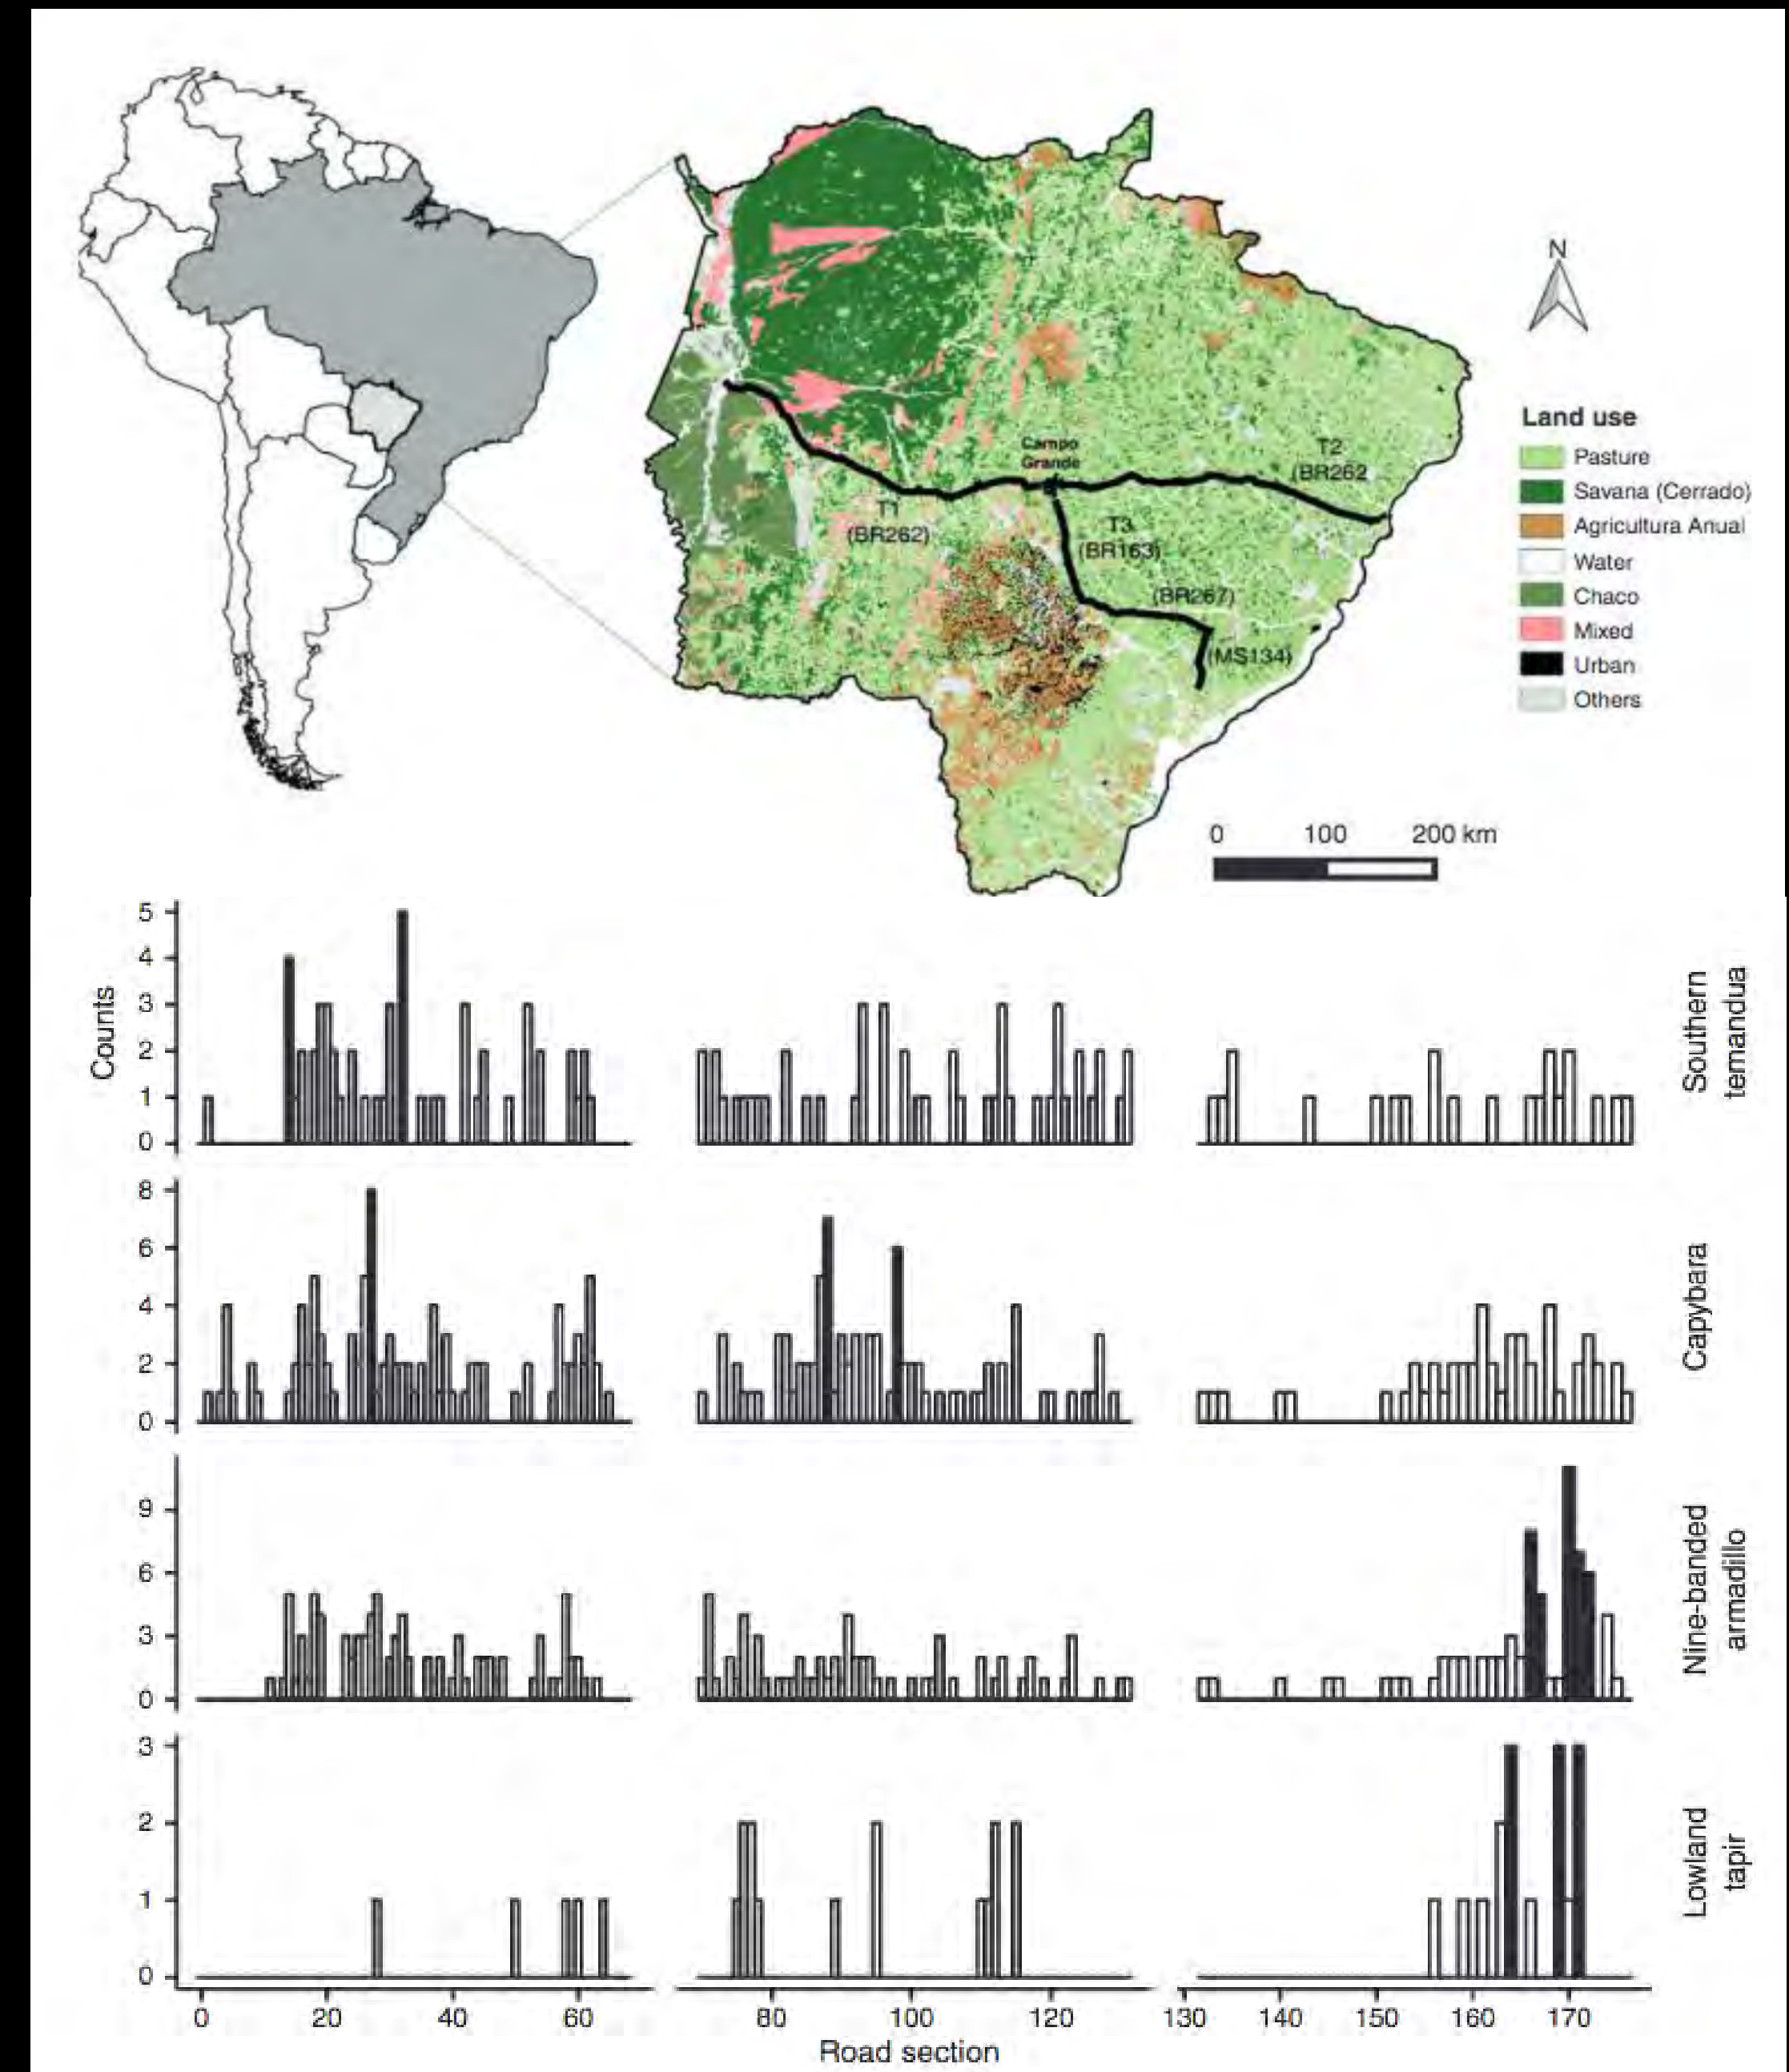 N
Campo
Grande
T2
(BR262
T1
(BR262)
T3
(BR163)
(BR267)
(MS134)
Land use
Pasture
Savana (Cerrado)
Agricultura Anual
Water
Chaco
Mixed
Urban
Others
0 100 200 km
Counts
5
4
3
2
1
0
Southern
temandua
8
6
4
2
0
Capybara
9
6
3
0
Nine-banded
armadillo
3
2
1
0
Lowland
tapir
0 20 40 60 80 100 120 130 140 150 160 170
Road section